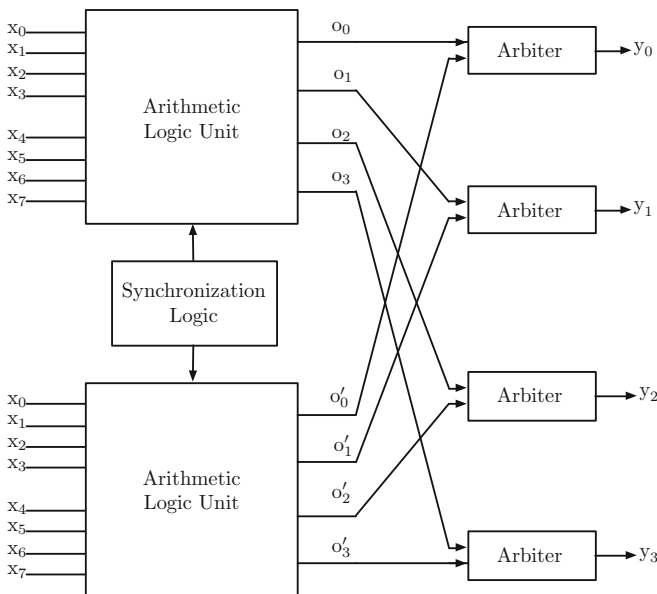 x₀
x₁
x₂
x₃
x₄
x₅
x₆
x₇
Arithmetic
Logic Unit
o₀
o₁
o₂
o₃
Arbiter
y₀
Arbiter
y₁
Synchronization
Logic
x₀
x₁
x₂
x₃
x₄
x₅
x₆
x₇
Arithmetic
Logic Unit
o′₀
o′₁
o′₂
o′₃
Arbiter
y₂
Arbiter
y₃